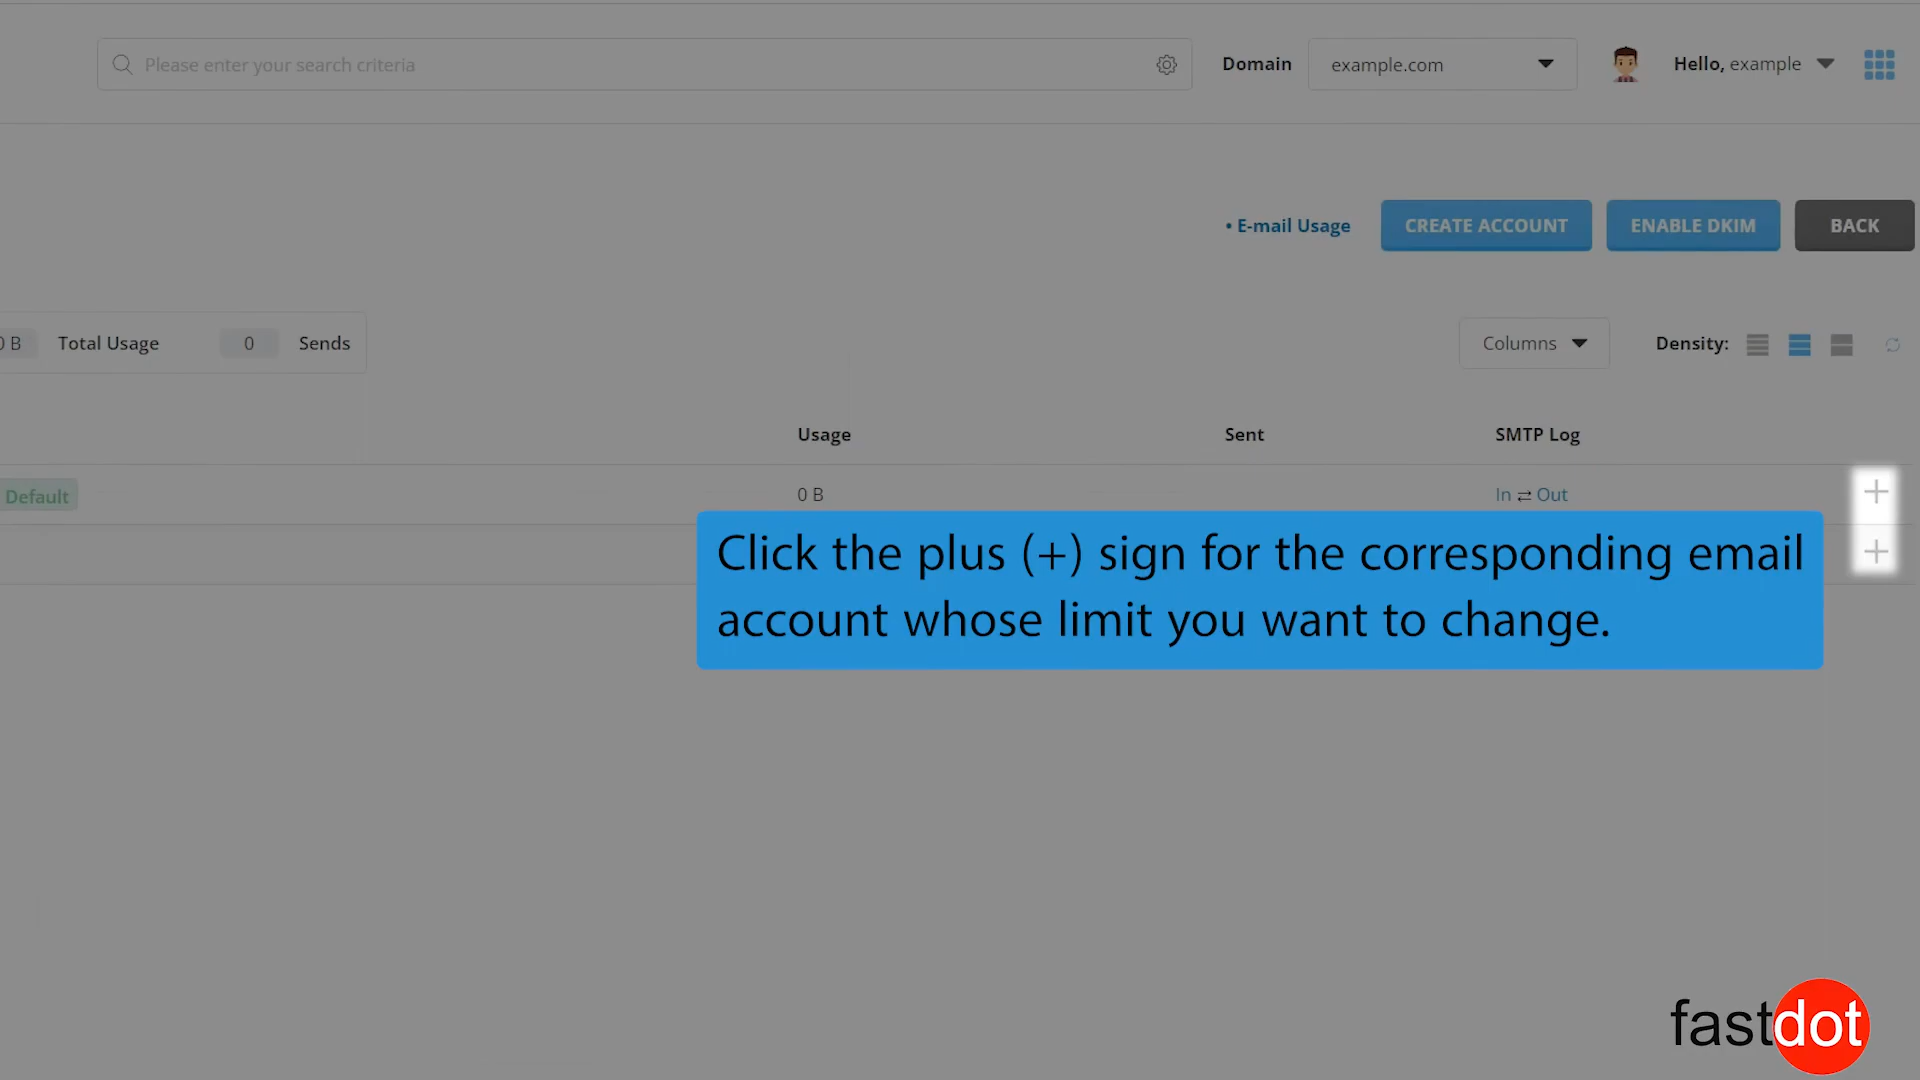 Please enter your search criteria
Domain
example.com
Hello, example
• E-mail Usage
CREATE ACCOUNT
ENABLE DKIM
BACK
0 B Total Usage 0 Sends
Columns
Density:
Usage Sent SMTP Log
Default 0 B In ⇄ Out +
+
Click the plus (+) sign for the corresponding email
account whose limit you want to change.
fastdot